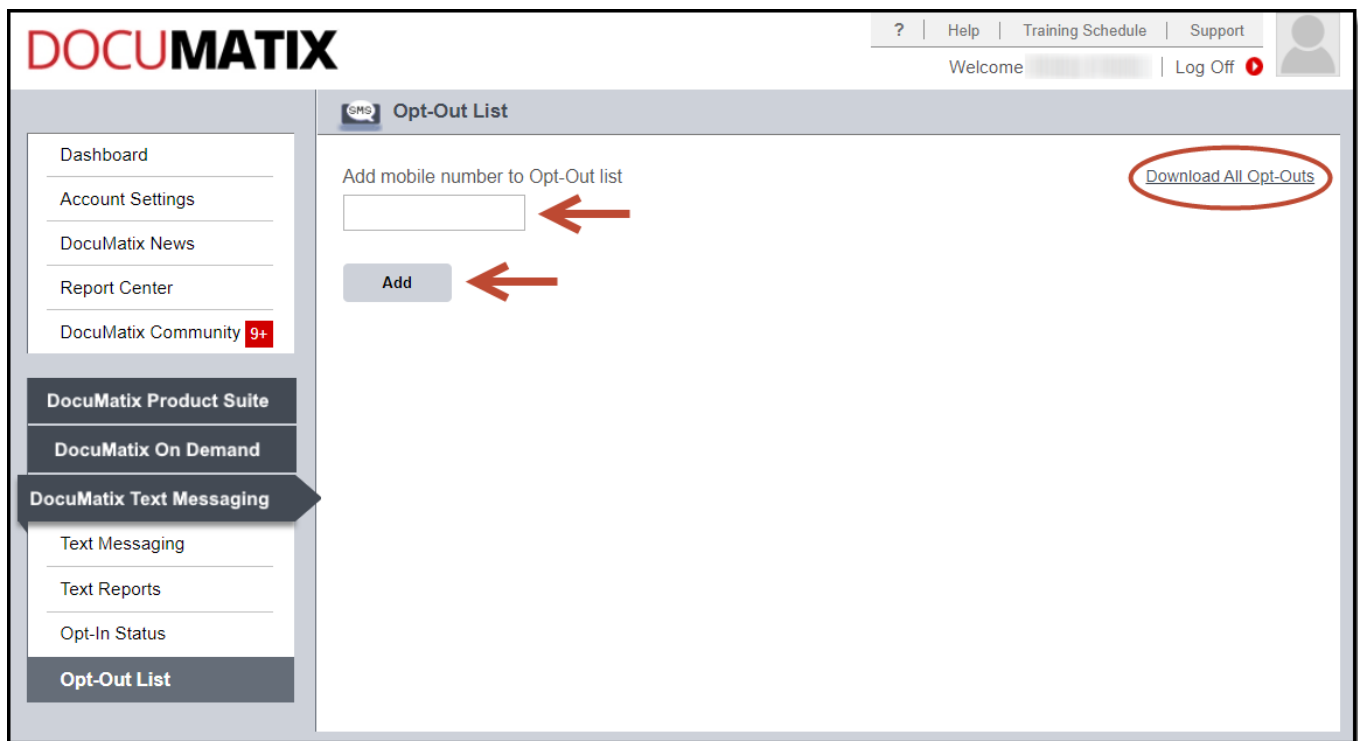 DOCUMATIX
? | Help | Training Schedule | Support
Welcome | Log Off
SMS Opt-Out List
Dashboard
Account Settings
DocuMatix News
Report Center
DocuMatix Community 9+
DocuMatix Product Suite
DocuMatix On Demand
DocuMatix Text Messaging
Text Messaging
Text Reports
Opt-In Status
Opt-Out List
Add mobile number to Opt-Out list
Download All Opt-Outs
Add